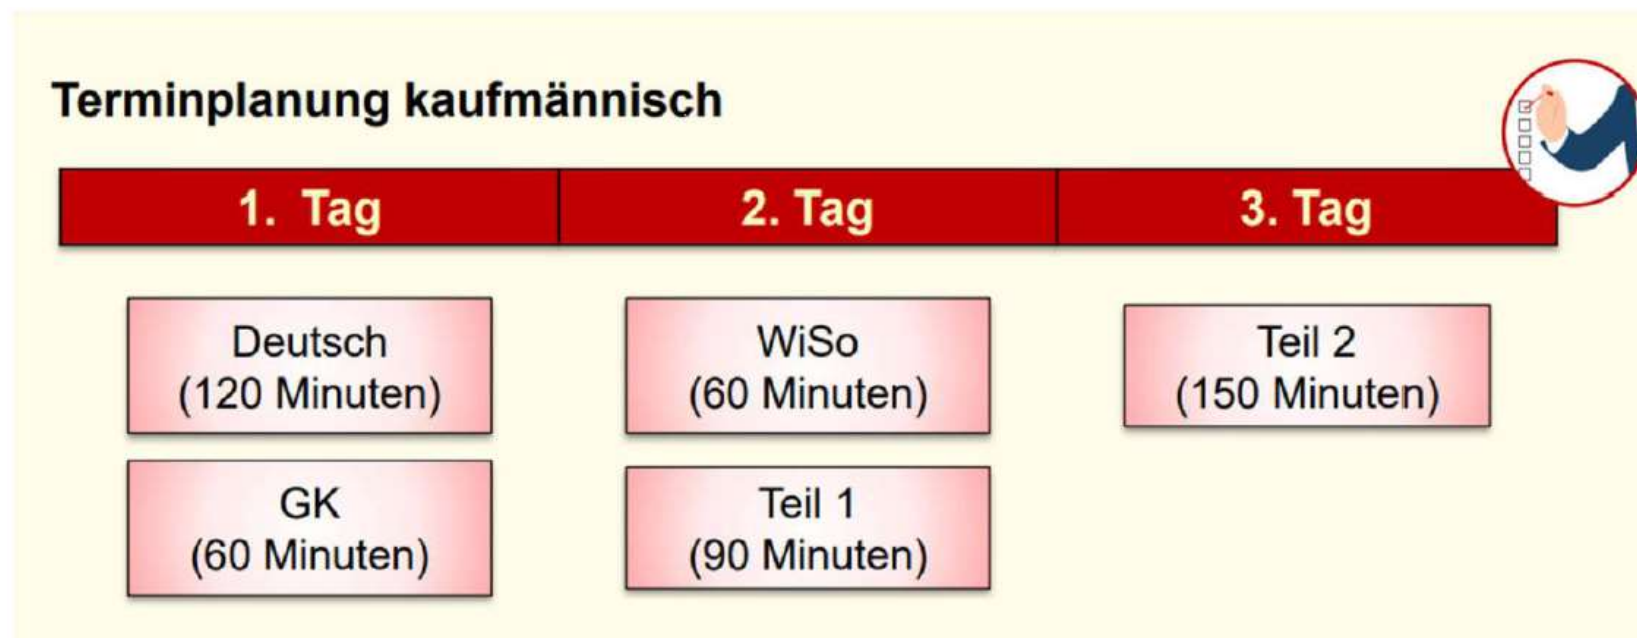 Terminplanung kaufmännisch
1. Tag
2. Tag
3. Tag
Deutsch
(120 Minuten)
WiSo
(60 Minuten)
Teil 2
(150 Minuten)
GK
(60 Minuten)
Teil 1
(90 Minuten)